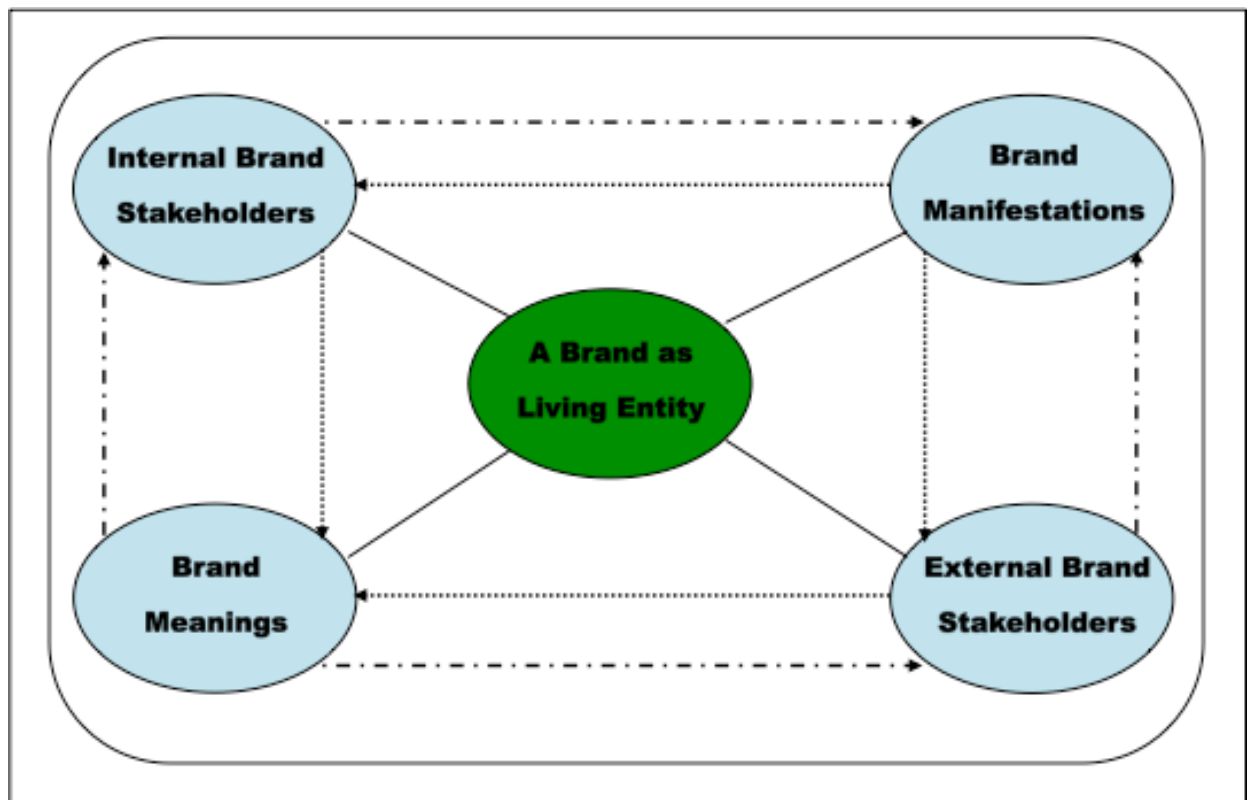 Internal Brand
Stakeholders
Brand
Manifestations
A Brand as
Living Entity
Brand
Meanings
External Brand
Stakeholders